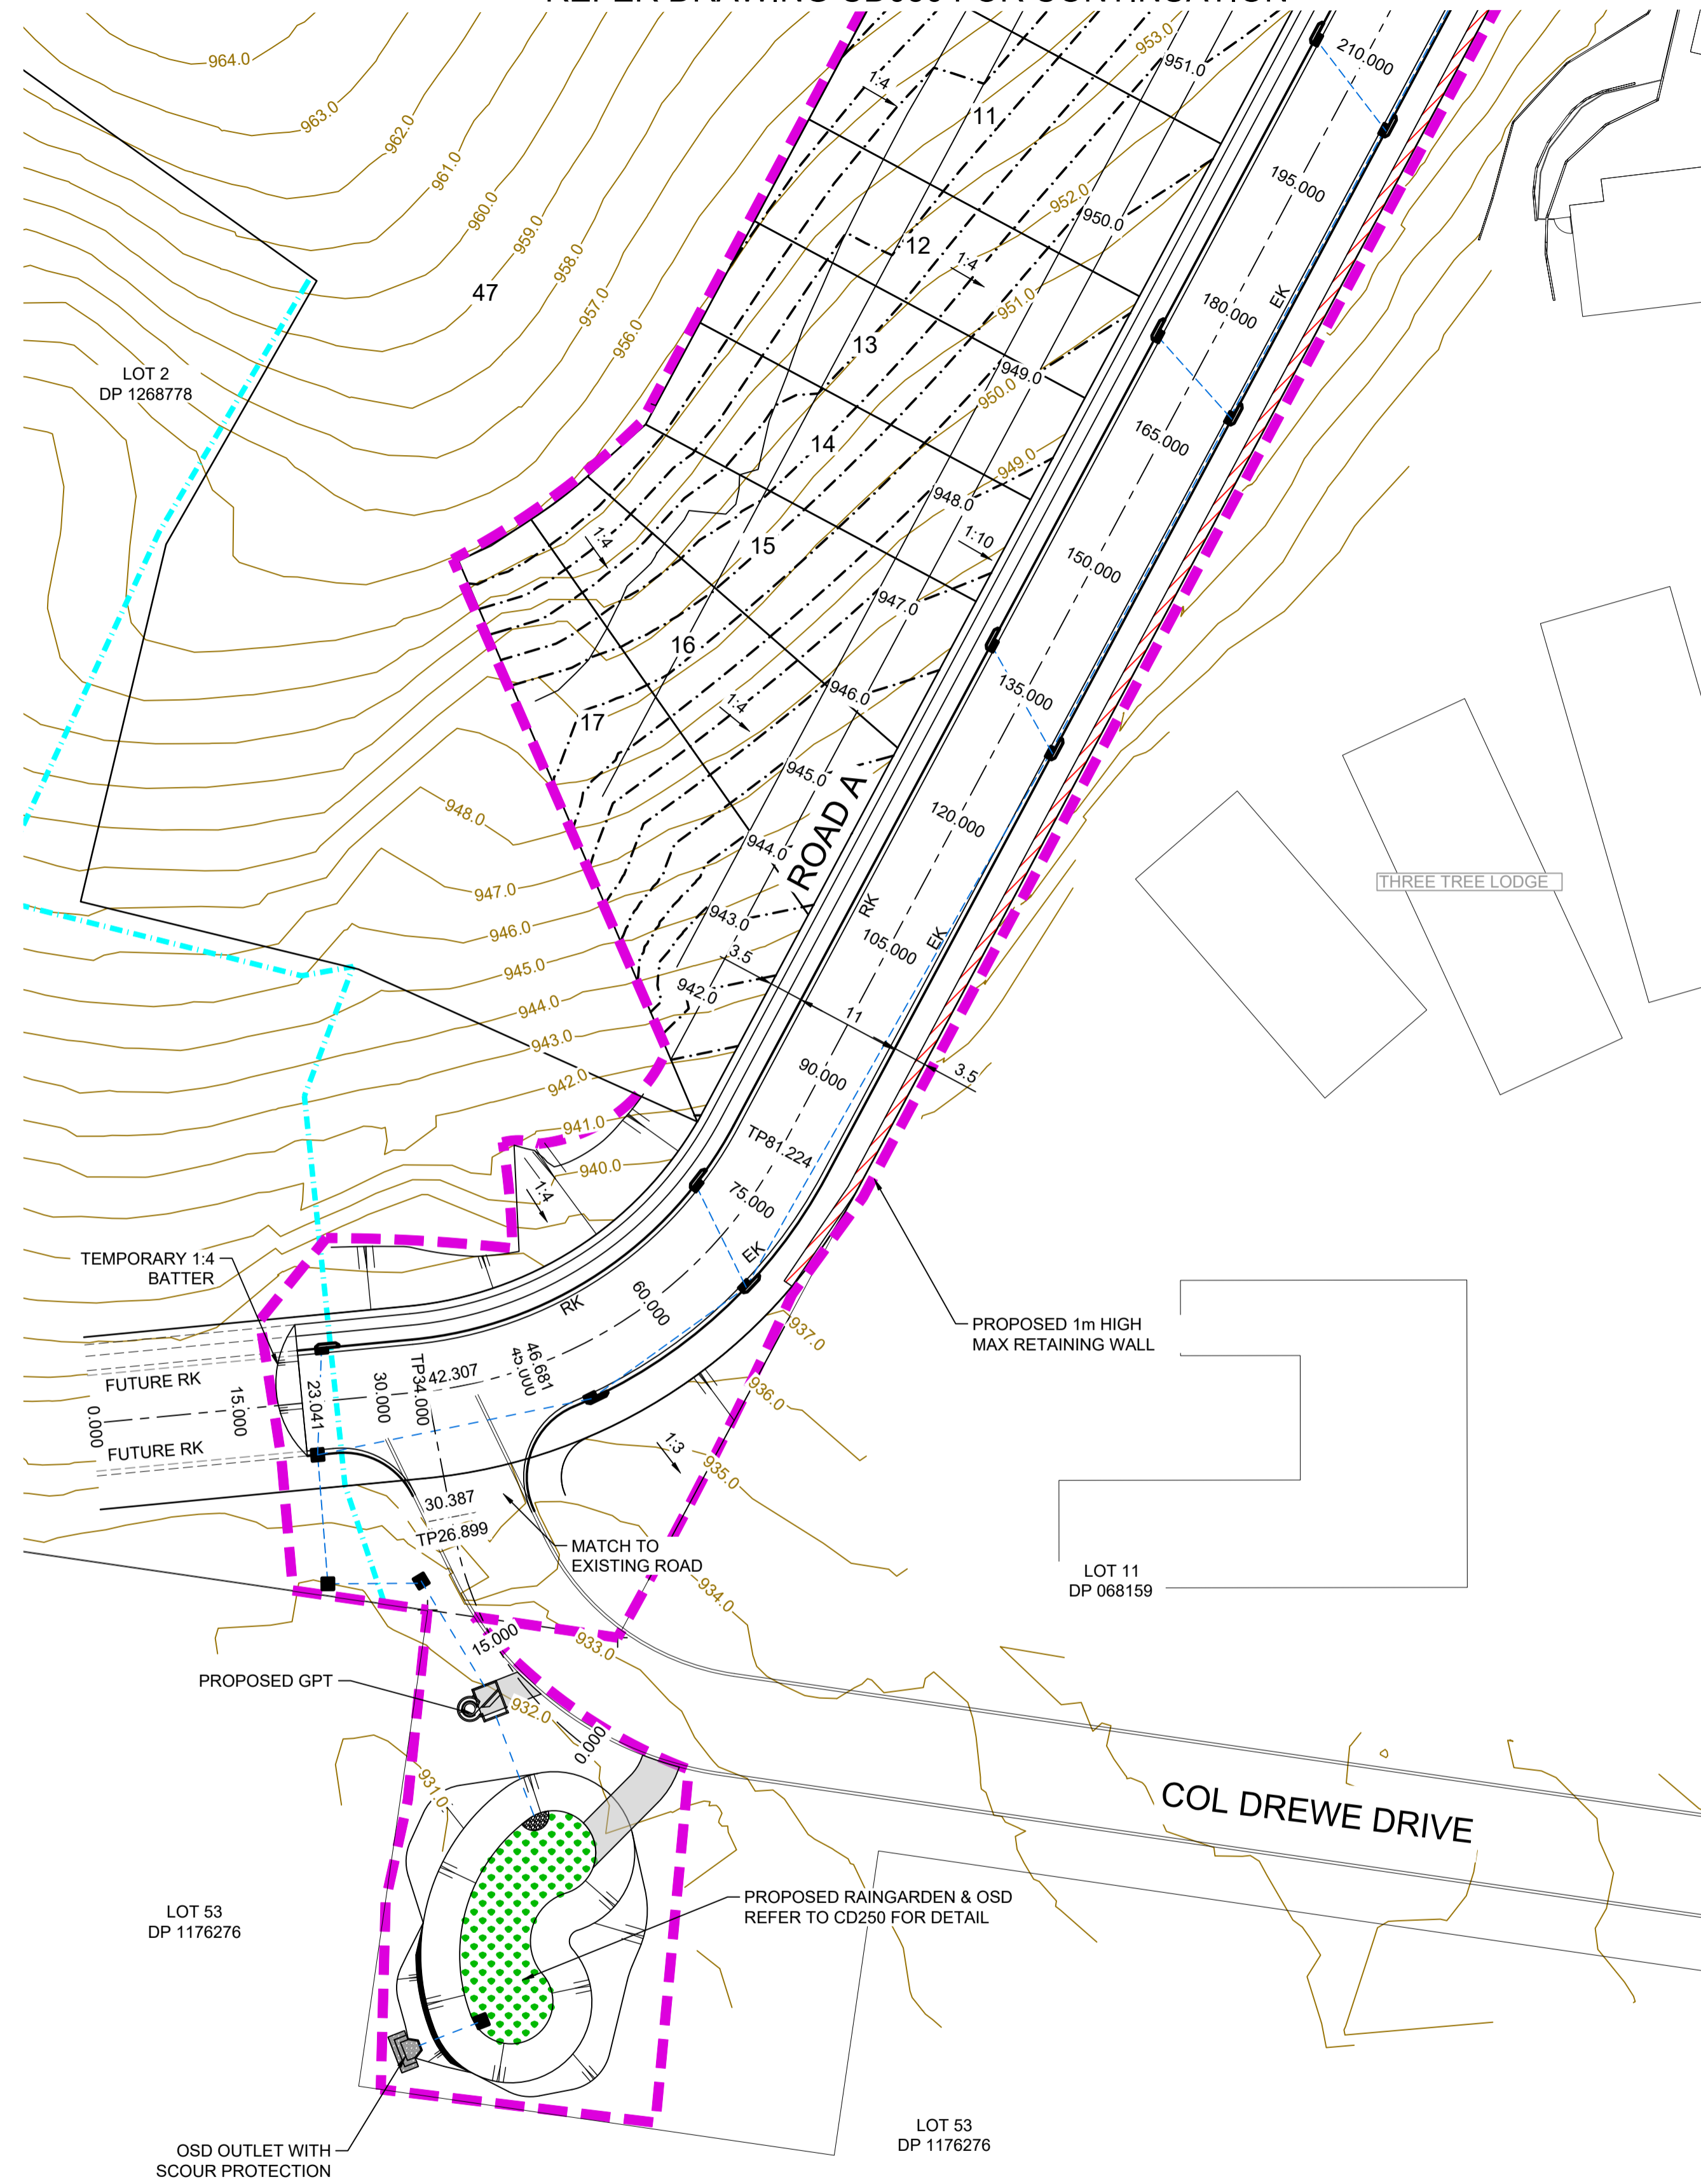 964.0
963.0
962.0
961.0
960.0
959.0
958.0
957.0
956.0
953.0
951.0
210.000
1:4
11
195.000
952.0
950.0
12
1:4
47
951.0
180.000
EK
13
949.0
950.0
LOT 2
DP 1268778
14
165.000
949.0
948.0
1:4
15
1:10
150.000
947.0
16
946.0
135.000
1:4
17
945.0
948.0
944.0
ROAD A
120.000
THREE TREE LODGE
947.0
943.0
RK
946.0
3.5
105.000
EK
945.0
942.0
944.0
11
943.0
90.000
3.5
942.0
941.0
TP81.224
940.0
1:4
75.000
TEMPORARY 1:4
BATTER
EK
60.000
RK
937.0
PROPOSED 1m HIGH
MAX RETAINING WALL
FUTURE RK
42.307
46.681
45.000
936.0
0.000
15.000
23.041
30.000
TP34.000
FUTURE RK
1:3
935.0
30.387
TP26.899
MATCH TO
EXISTING ROAD
LOT 11
DP 068159
934.0
15.000
933.0
PROPOSED GPT
932.0
0.000
931.0
COL DREWE DRIVE
PROPOSED RAINGARDEN & OSD
REFER TO CD250 FOR DETAIL
LOT 53
DP 1176276
LOT 53
DP 1176276
OSD OUTLET WITH
SCOUR PROTECTION